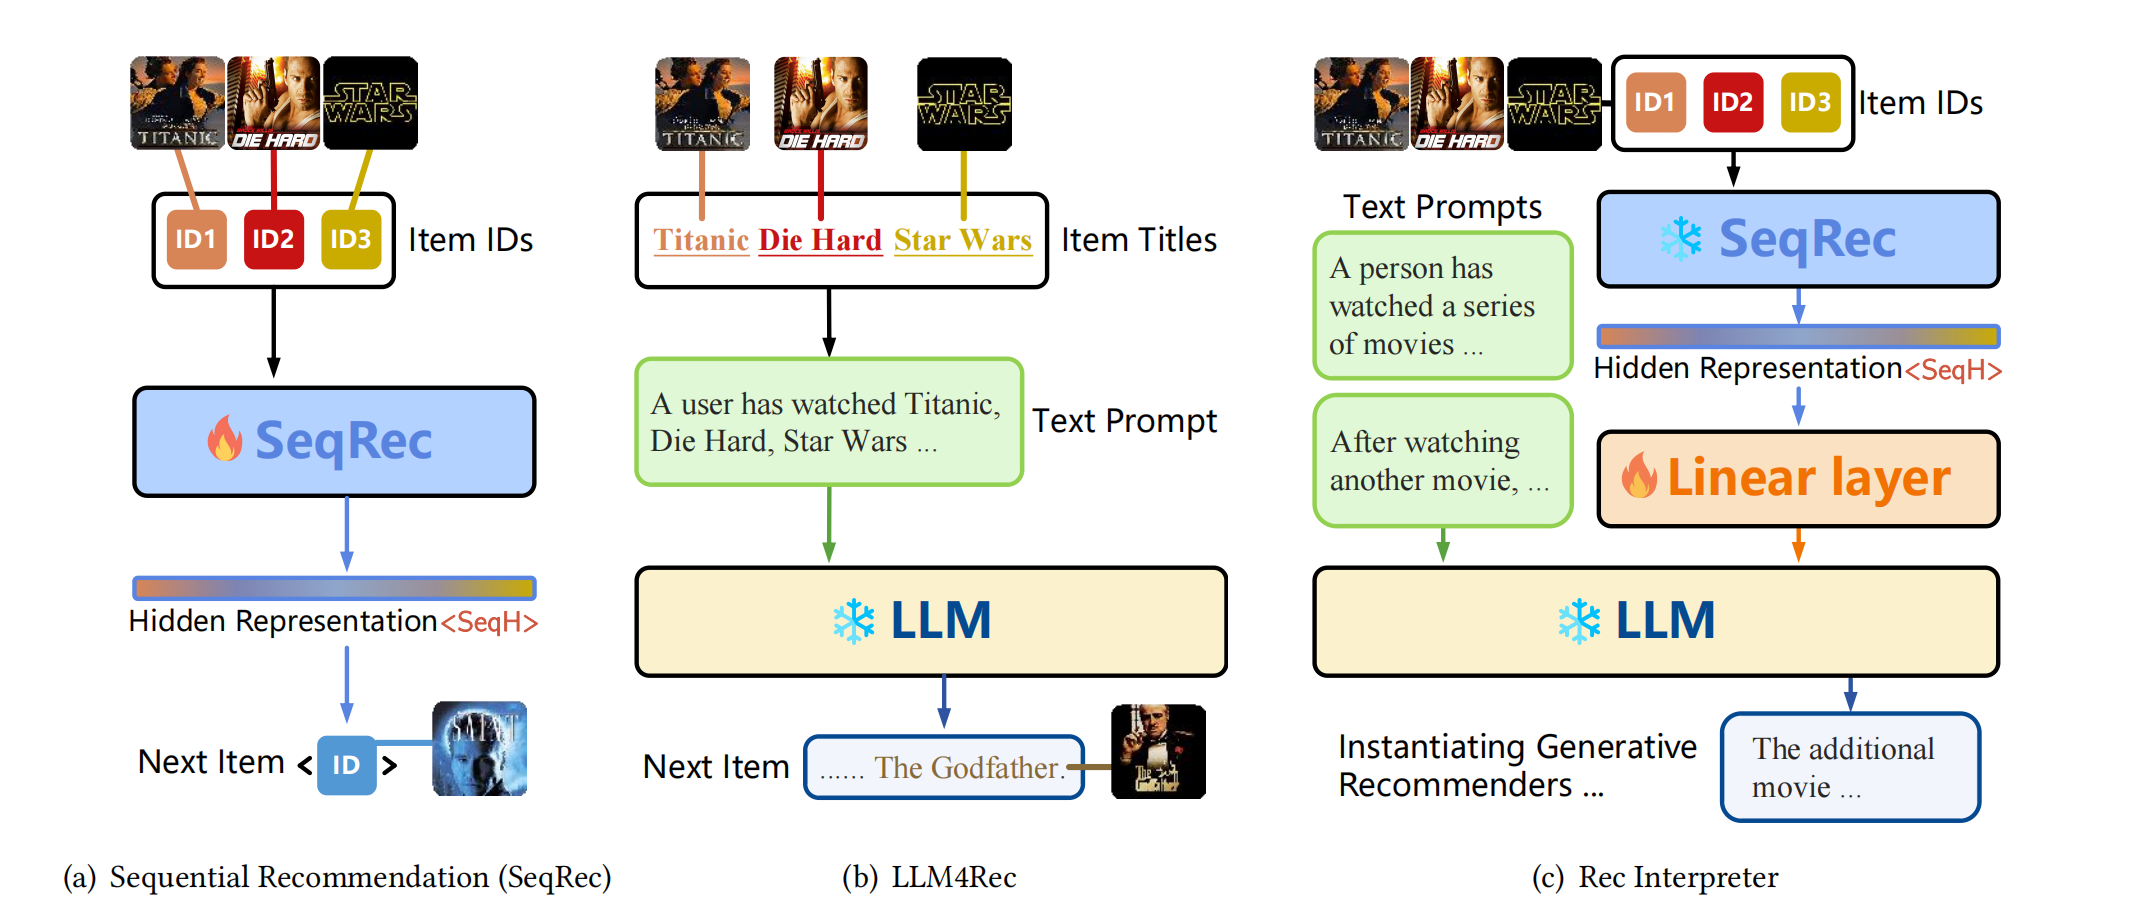 TITANIC
DIE HARD
STAR
WARS
ID1
ID2
ID3
Item IDs
SeqRec
Hidden Representation<SeqH>
Next Item < ID >
SAINT
(a) Sequential Recommendation (SeqRec)
TITANIC
DIE HARD
STAR
WARS
Titanic Die Hard Star Wars
Item Titles
A user has watched Titanic,
Die Hard, Star Wars ...
Text Prompt
LLM
Next Item
...... The Godfather.
The
Godfather
(b) LLM4Rec
TITANIC
DIE HARD
STAR
WARS
ID1
ID2
ID3
Item IDs
Text Prompts
A person has
watched a series
of movies ...
After watching
another movie, ...
SeqRec
Hidden Representation<SeqH>
Linear layer
LLM
Instantiating Generative
Recommenders ...
The additional
movie ...
(c) Rec Interpreter